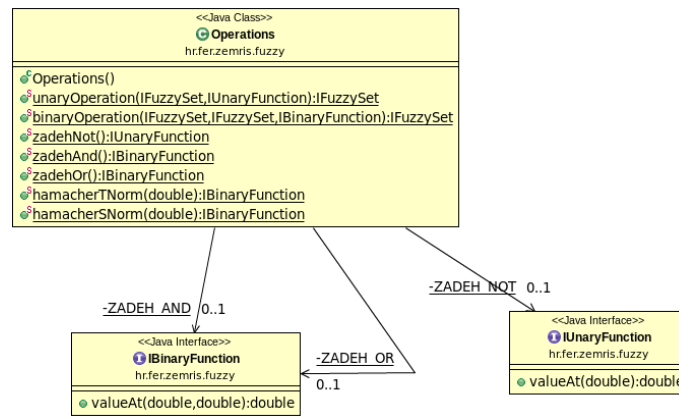 <<Java Class>>
Operations
hr.fer.zemris.fuzzy
Operations()
unaryOperation(IFuzzySet,IUnaryFunction):IFuzzySet
binaryOperation(IFuzzySet,IFuzzySet,IBinaryFunction):IFuzzySet
zadehNot():IUnaryFunction
zadehAnd():IBinaryFunction
zadehOr():IBinaryFunction
hamacherTNorm(double):IBinaryFunction
hamacherSNorm(double):IBinaryFunction
-ZADEH_NOT 0..1
-ZADEH_AND 0..1
<<Java Interface>>
IUnaryFunction
hr.fer.zemris.fuzzy
valueAt(double):double
<<Java Interface>>
IBinaryFunction
hr.fer.zemris.fuzzy
valueAt(double,double):double
-ZADEH_OR
0..1